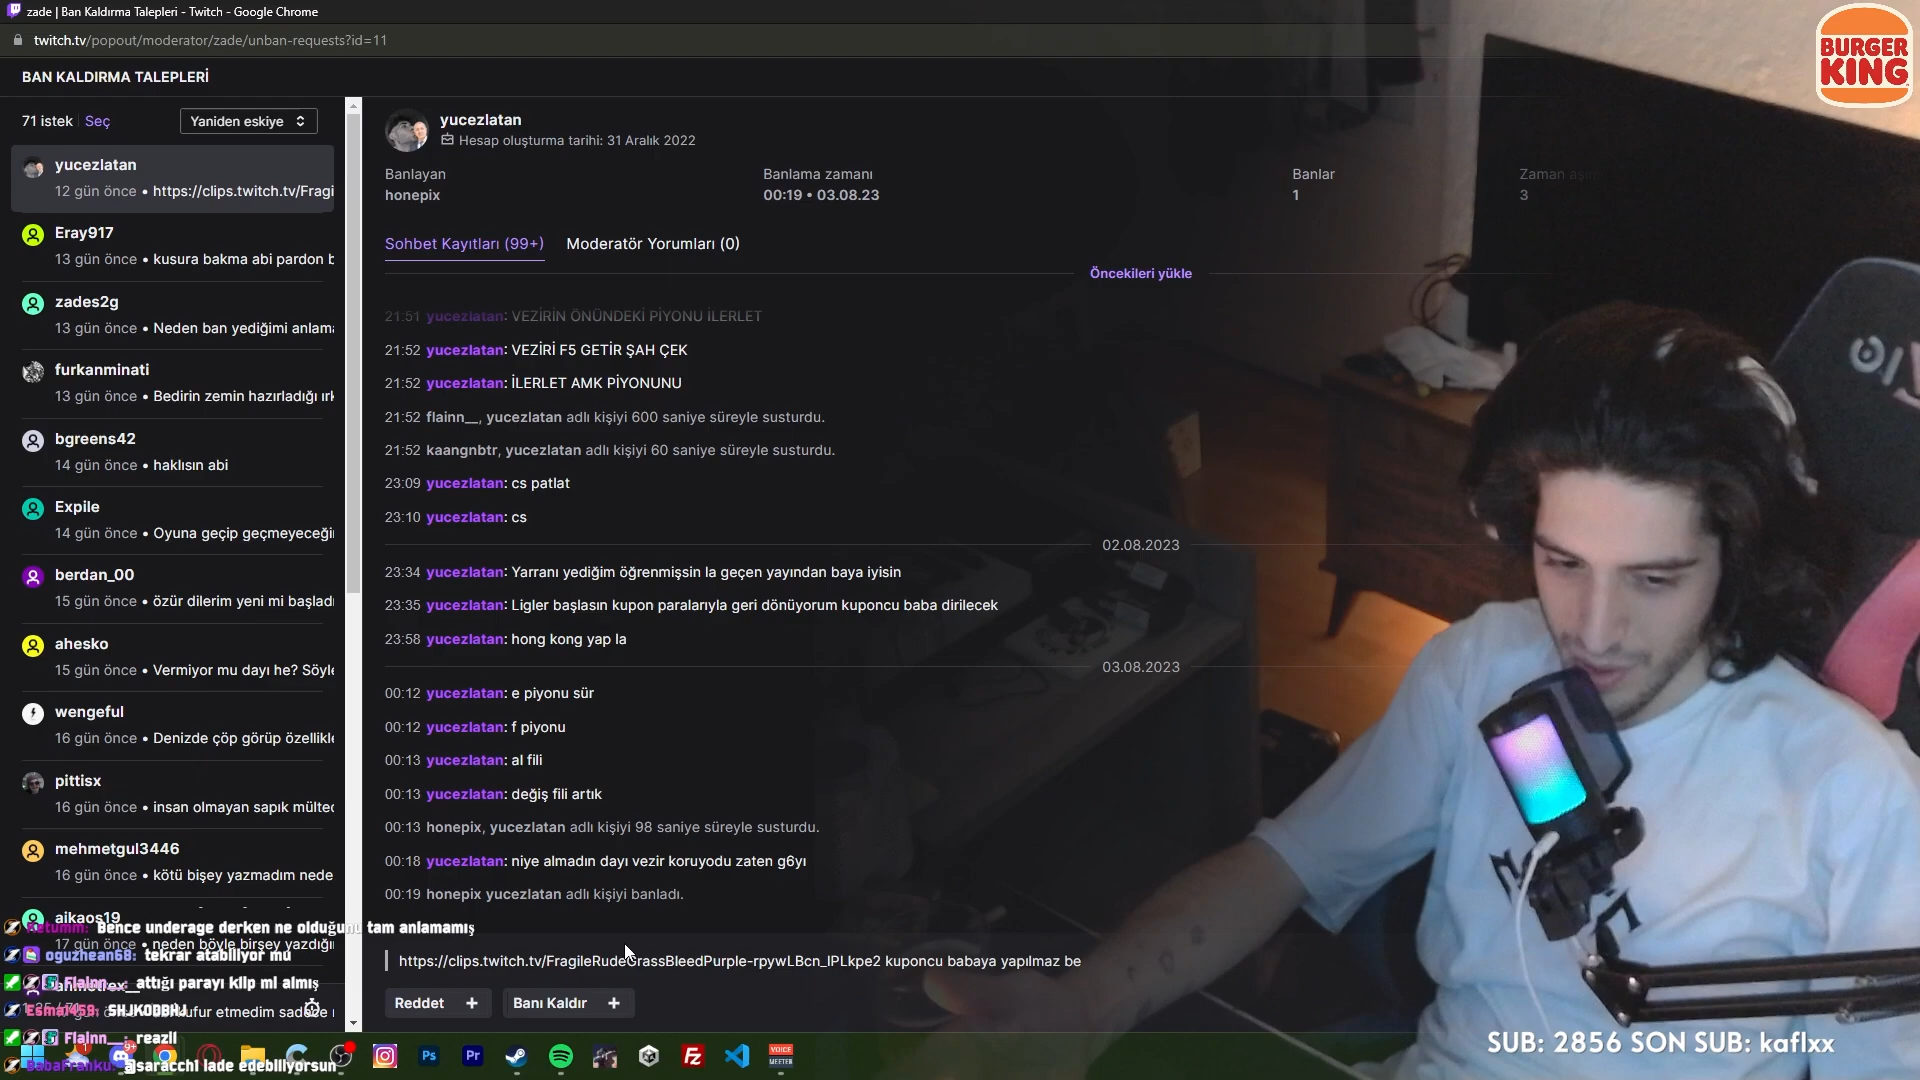 zade | Ban Kaldırma Talepleri - Twitch - Google Chrome
twitch.tv/popout/moderator/zade/unban-requests?id=11
BAN KALDIRMA TALEPLERİ
71 istek Seç Yaniden eskiye
yucezlatan
12 gün önce • https://clips.twitch.tv/Fragi
Eray917
13 gün önce • kusura bakma abi pardon b
zades2g
13 gün önce • Neden ban yediğimi anlam
furkanminati
13 gün önce • Bedirin zemin hazırladığı ır
bgreens42
14 gün önce • haklısın abi
Expile
14 gün önce • Oyuna geçip geçmeyeceği
berdan_00
15 gün önce • özür dilerim yeni mi başlad
ahesko
15 gün önce • Vermiyor mu dayı he? Söyl
wengeful
16 gün önce • Denizde çöp görüp özellikl
pittisx
16 gün önce • insan olmayan sapık mülte
mehmetgul3446
16 gün önce • kötü bişey yazmadım nede
aikaos19
17 gün önce • neden böyle birşey yazdığı
yucezlatan
Hesap oluşturma tarihi: 31 Aralık 2022
Banlayan
honepix
Banlama zamanı
00:19 • 03.08.23
Banlar
1
Zaman aşım
3
Sohbet Kayıtları (99+) Moderatör Yorumları (0)
Öncekileri yükle
21:51 yucezlatan: VEZİRİN ÖNÜNDEKİ PİYONU İLERLET
21:52 yucezlatan: VEZİRİ F5 GETİR ŞAH ÇEK
21:52 yucezlatan: İLERLET AMK PİYONUNU
21:52 flainn__, yucezlatan adlı kişiyi 600 saniye süreyle susturdu.
21:52 kaangnbtr, yucezlatan adlı kişiyi 60 saniye süreyle susturdu.
23:09 yucezlatan: cs patlat
23:10 yucezlatan: cs
02.08.2023
23:34 yucezlatan: Yarranı yediğim öğrenmişsin la geçen yayından baya iyisin
23:35 yucezlatan: Ligler başlasın kupon paralarıyla geri dönüyorum kuponcu baba dirilecek
23:58 yucezlatan: hong kong yap la
03.08.2023
00:12 yucezlatan: e piyonu sür
00:12 yucezlatan: f piyonu
00:13 yucezlatan: al fili
00:13 yucezlatan: değiş fili artık
00:13 honepix, yucezlatan adlı kişiyi 98 saniye süreyle susturdu.
00:18 yucezlatan: niye almadın dayı vezir koruyodu zaten g6yı
00:19 honepix yucezlatan adlı kişiyi banladı.
https://clips.twitch.tv/FragileRudeGrassBleedPurple-rpywLBcn_IPLkpe2 kuponcu babaya yapılmaz be
Reddet + Banı Kaldır +
Bence underage derken ne olduğunu tam anlamamış
oguzhean68: tekrar atabiliyor mu
Flainn__: attığı parayı klip mi almış
Esma1459: SHJKODBHJ
Flainn__: reazll
alsaracchi iade edebiliyorsun
BURGER
KING
SUB: 2856 SON SUB: kaflxx
Ps
Pr
Fz
VOICE
MEETER
9+